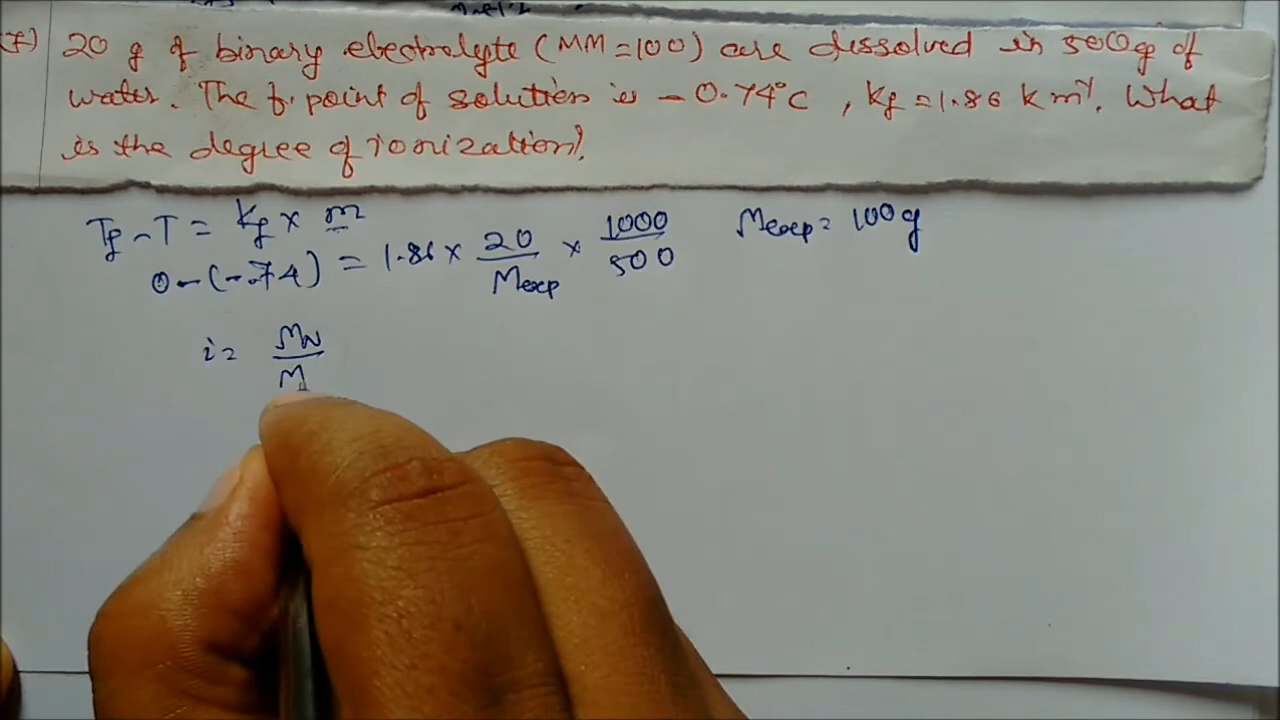 7) 20 g of binary electrolyte (MM=100) are dissolved in 500g of
water. The f. point of solution is -0.74°C, Kf = 1.86 K m⁻¹. What
is the degree of ionization?
Tf - T = Kf × m
0-(-.74) = 1.86 × 20/Mexp × 1000/500 Mexp = 100g
i = MN/M